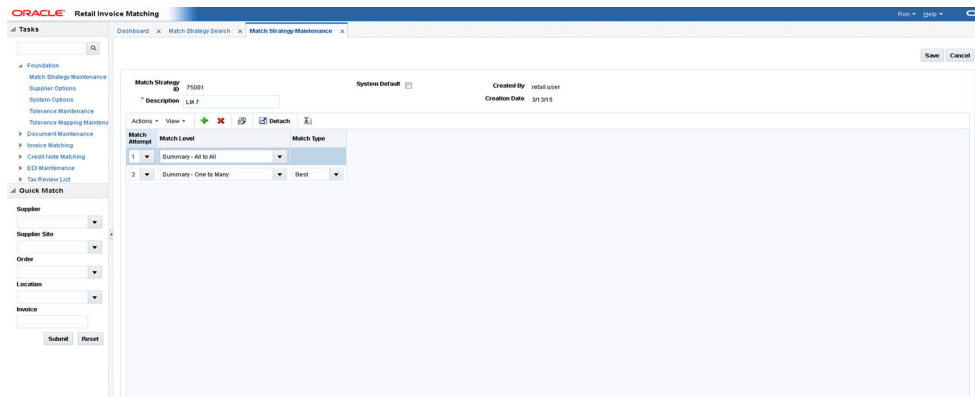 ORACLE® Retail Invoice Matching
Ron Help
Tasks
Dashboard x Match Strategy Search x Match Strategy Maintenance x
Save Cancel
Foundation
Match Strategy Maintenance
Supplier Options
System Options
Tolerance Maintenance
Tolerance Mapping Maintena
Document Maintenance
Invoice Matching
Credit Note Matching
EDI Maintenance
Tax Review List
Quick Match
Supplier
Supplier Site
Order
Location
Invoice
Submit Reset
Match Strategy ID 75001
System Default
Created By retail.user
* Description LM 7
Creation Date 3/13/15
Actions View Detach
Match Attempt Match Level Match Type
1 Summary - All to All
2 Summary - One to Many Best